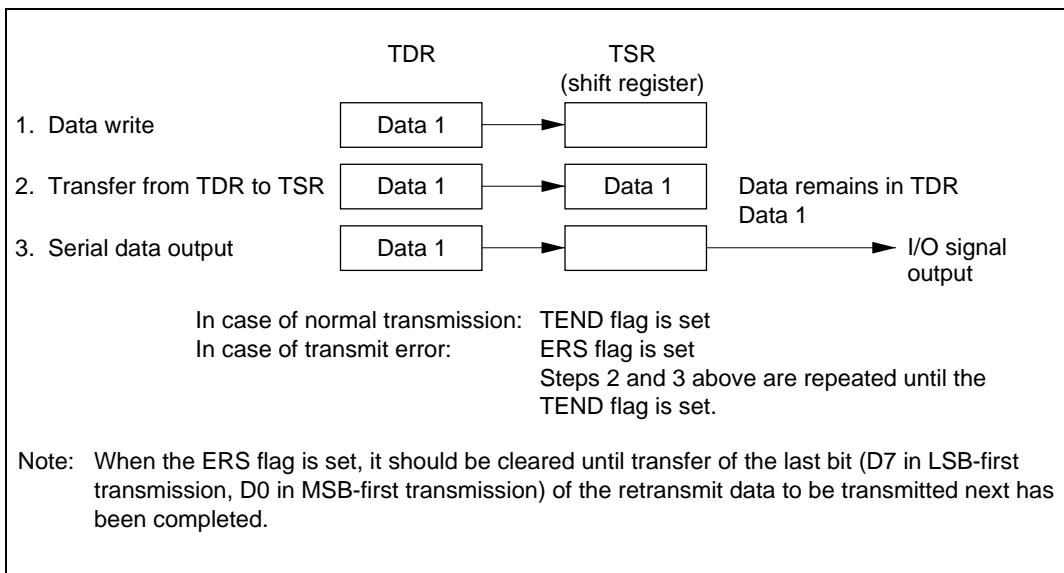 TDR TSR
(shift register)
1. Data write Data 1
2. Transfer from TDR to TSR Data 1 Data 1 Data remains in TDR
Data 1
3. Serial data output Data 1 I/O signal
output
In case of normal transmission: TEND flag is set
In case of transmit error: ERS flag is set
Steps 2 and 3 above are repeated until the
TEND flag is set.
Note: When the ERS flag is set, it should be cleared until transfer of the last bit (D7 in LSB-first
transmission, D0 in MSB-first transmission) of the retransmit data to be transmitted next has
been completed.